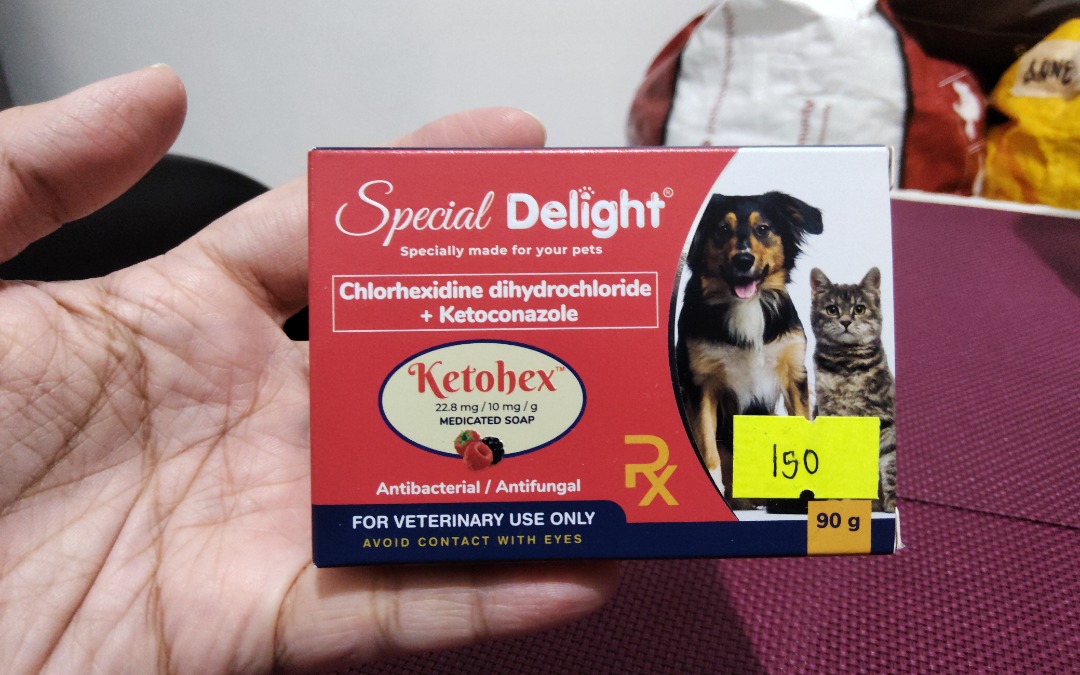 Special Delight®
Specially made for your pets
Chlorhexidine dihydrochloride
+ Ketoconazole
Ketohex™
22.8 mg / 10 mg / g
MEDICATED SOAP
Antibacterial / Antifungal
Rx
FOR VETERINARY USE ONLY
AVOID CONTACT WITH EYES
150
90 g